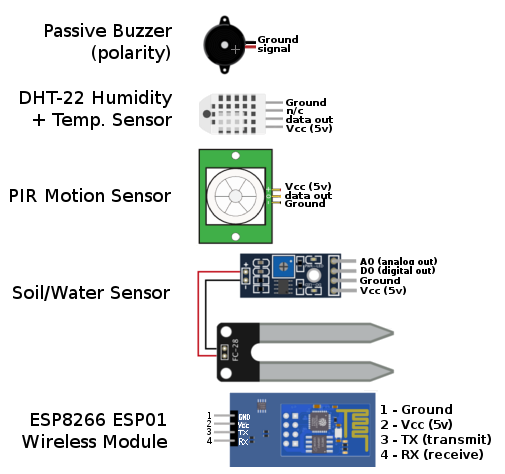 Passive Buzzer
(polarity)
Ground
signal
+
DHT-22 Humidity
+ Temp. Sensor
Ground
n/c
data out
Vcc (5v)
PIR Motion Sensor
Vcc (5v)
data out
Ground
Soil/Water Sensor
A0 (analog out)
D0 (digital out)
Ground
Vcc (5v)
+
-
FC-28
ESP8266 ESP01
Wireless Module
1 GND
2 Vcc
3 TX
4 RX
1 - Ground
2 - Vcc (5v)
3 - TX (transmit)
4 - RX (receive)